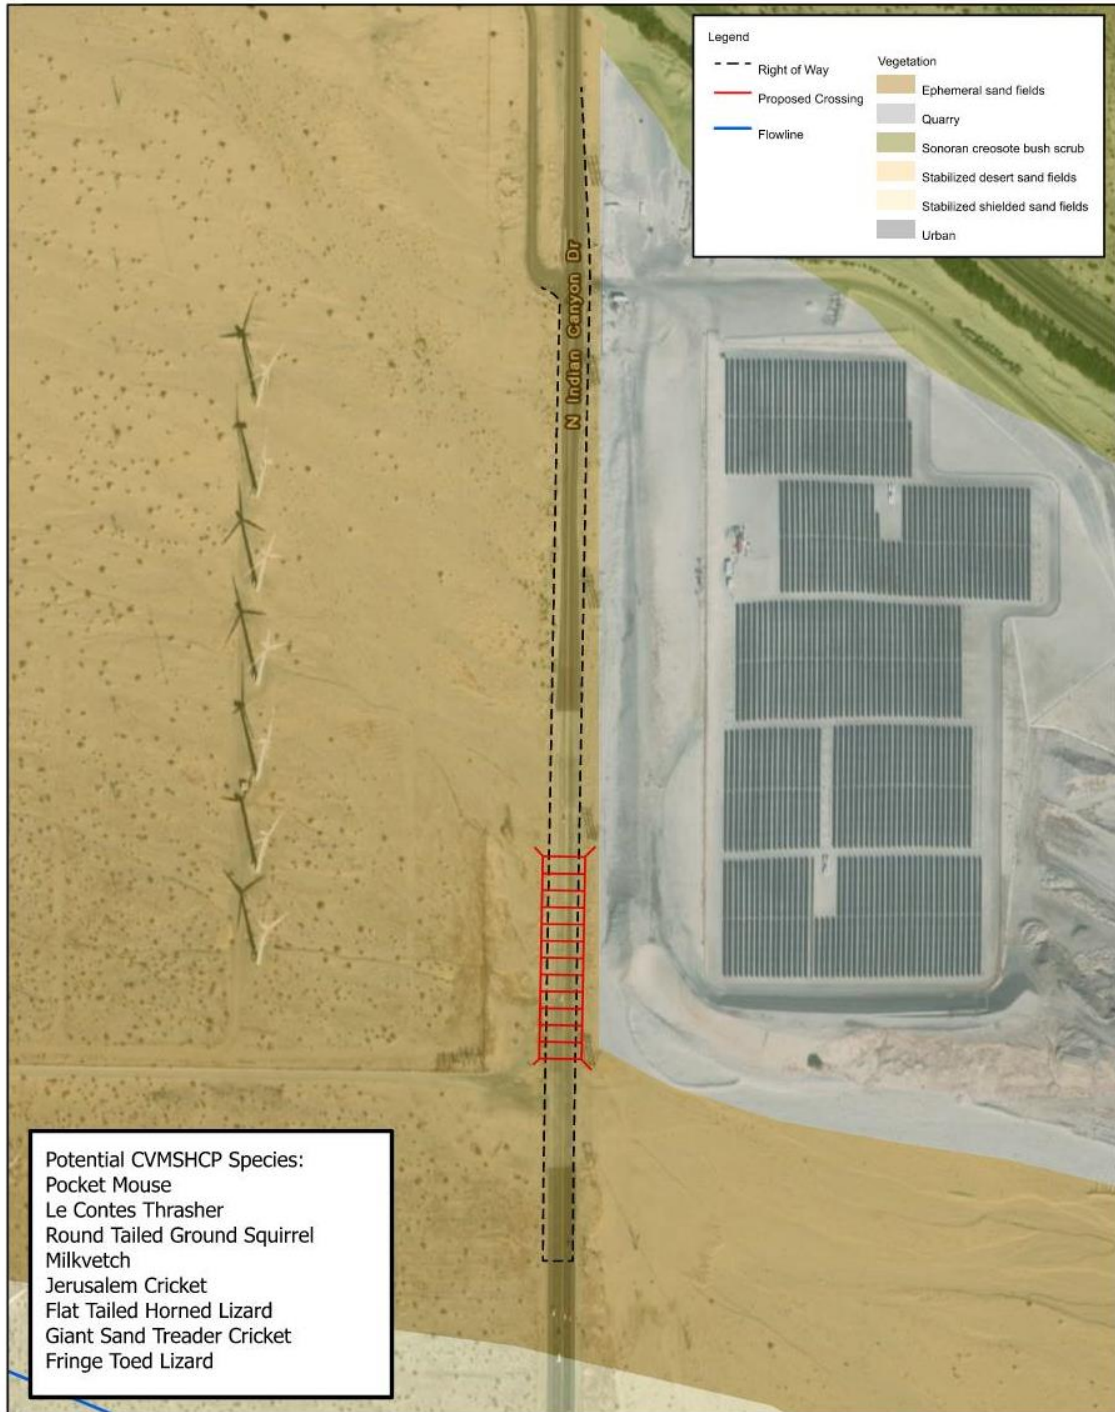 Legend
Right of Way
Proposed Crossing
Flowline
Vegetation
Ephemeral sand fields
Quarry
Sonoran creosote bush scrub
Stabilized desert sand fields
Stabilized shielded sand fields
Urban
N Indian Canyon Dr
Potential CVMSHCP Species:
Pocket Mouse
Le Contes Thrasher
Round Tailed Ground Squirrel
Milkvetch
Jerusalem Cricket
Flat Tailed Horned Lizard
Giant Sand Treader Cricket
Fringe Toed Lizard